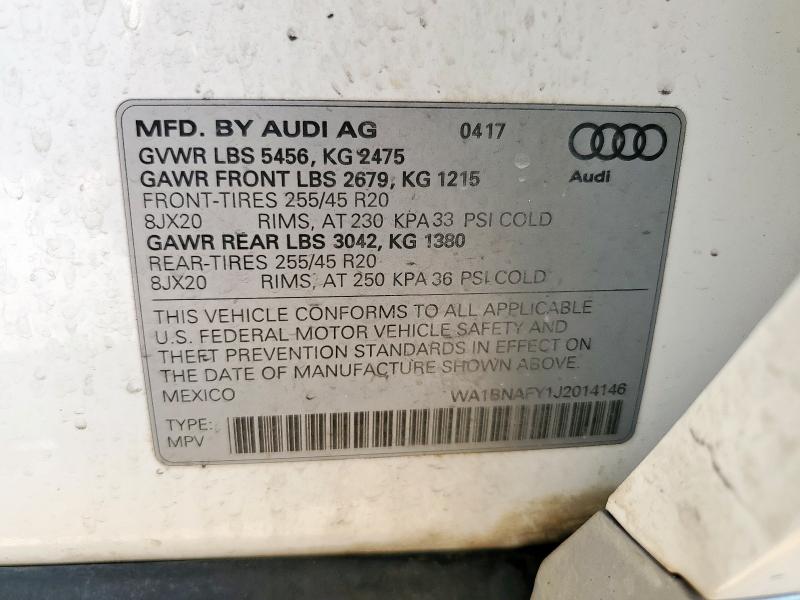 MFD. BY AUDI AG 0417
GVWR LBS 5456, KG 2475
GAWR FRONT LBS 2679, KG 1215
Audi
FRONT-TIRES 255/45 R20
8JX20 RIMS, AT 230 KPA 33 PSI COLD
GAWR REAR LBS 3042, KG 1380
REAR-TIRES 255/45 R20
8JX20 RIMS, AT 250 KPA 36 PSI COLD
THIS VEHICLE CONFORMS TO ALL APPLICABLE
U.S. FEDERAL MOTOR VEHICLE SAFETY AND
THEFT PREVENTION STANDARDS IN EFFECT ON
THE DATE OF MANUFACTURE SHOWN ABOVE.
MEXICO WA1BNAFY1J2014146
TYPE:
MPV